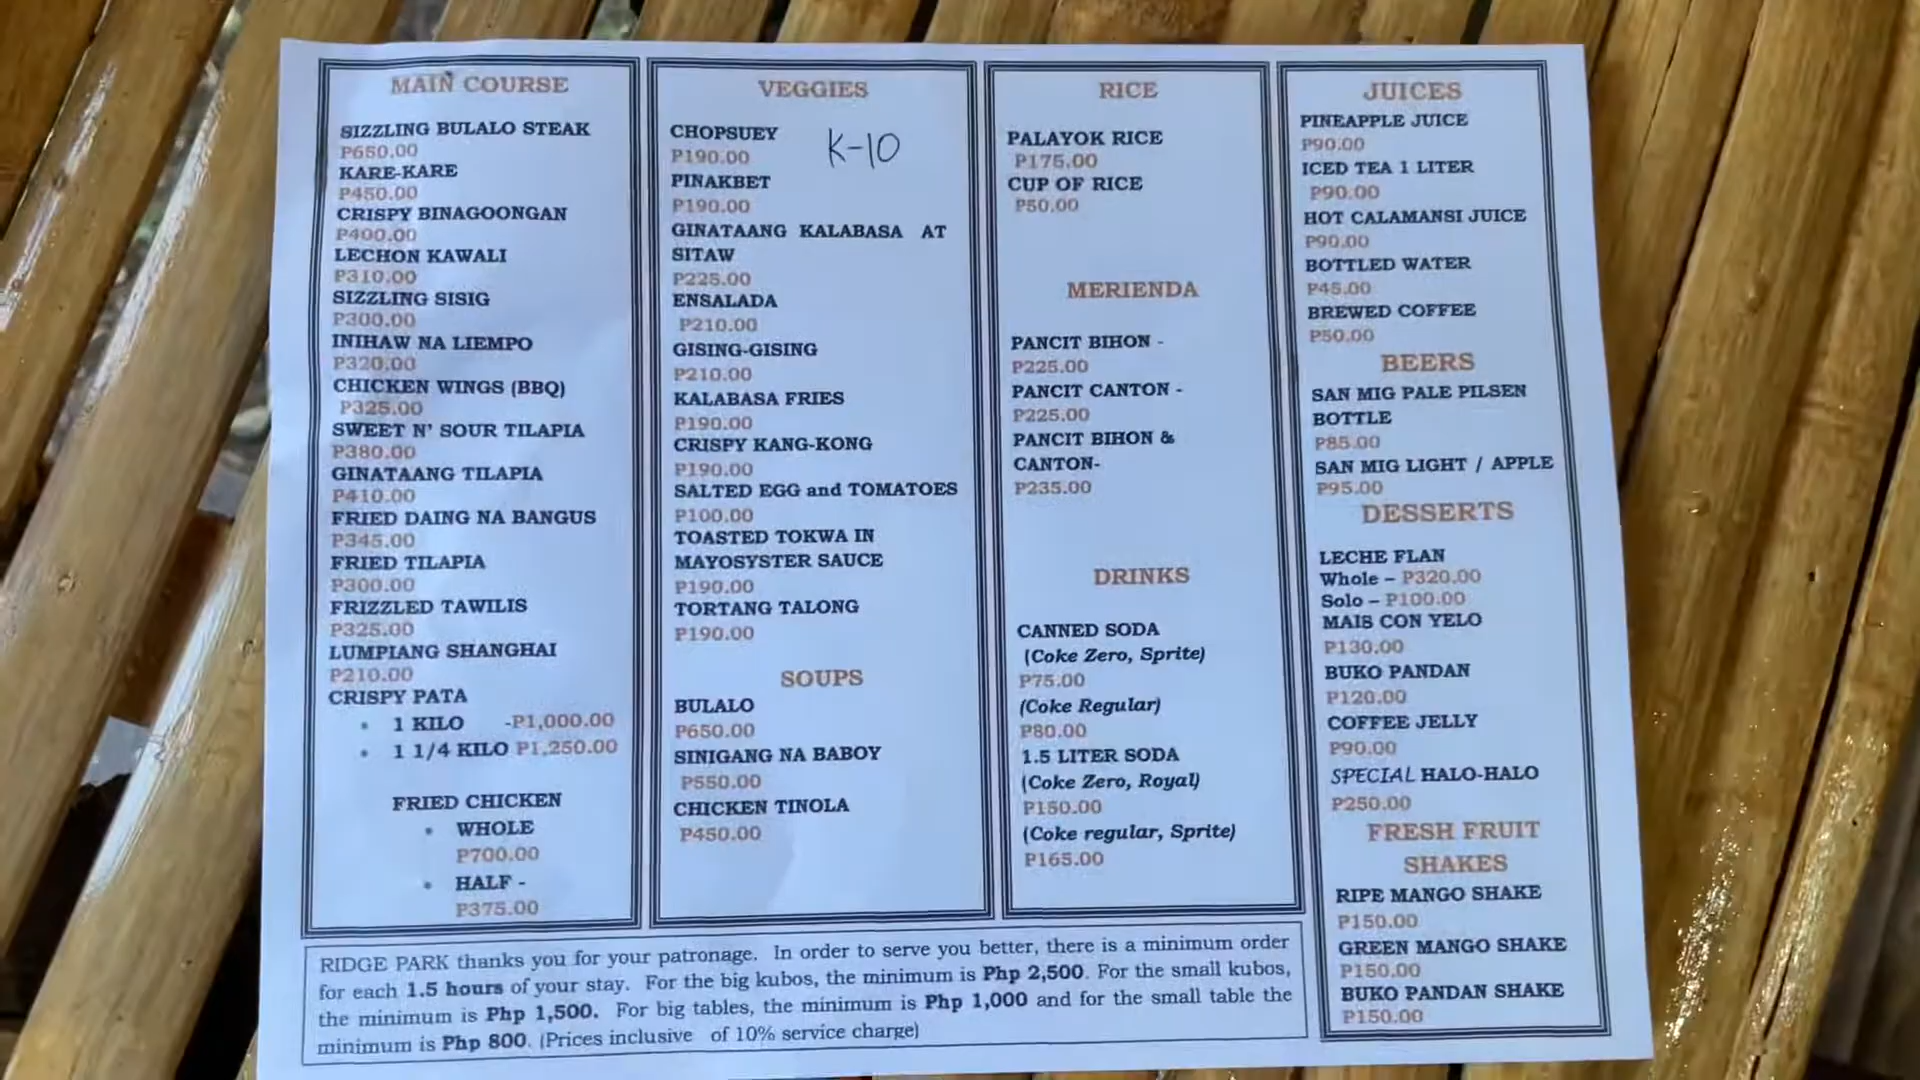 MAIN COURSE
SIZZLING BULALO STEAK
P650.00
KARE-KARE
P450.00
CRISPY BINAGOONGAN
P400.00
LECHON KAWALI
P310.00
SIZZLING SISIG
P300.00
INIHAW NA LIEMPO
P320.00
CHICKEN WINGS (BBQ)
P325.00
SWEET N' SOUR TILAPIA
P380.00
GINATAANG TILAPIA
P410.00
FRIED DAING NA BANGUS
P345.00
FRIED TILAPIA
P300.00
FRIZZLED TAWILIS
P325.00
LUMPIANG SHANGHAI
P210.00
CRISPY PATA
• 1 KILO -P1,000.00
• 1 1/4 KILO P1,250.00
FRIED CHICKEN
• WHOLE
P700.00
• HALF -
P375.00
VEGGIES
CHOPSUEY K-10
P190.00
PINAKBET
P190.00
GINATAANG KALABASA AT
SITAW
P225.00
ENSALADA
P210.00
GISING-GISING
P210.00
KALABASA FRIES
P190.00
CRISPY KANG-KONG
P190.00
SALTED EGG and TOMATOES
P100.00
TOASTED TOKWA IN
MAYOSYSTER SAUCE
P190.00
TORTANG TALONG
P190.00
SOUPS
BULALO
P650.00
SINIGANG NA BABOY
P550.00
CHICKEN TINOLA
P450.00
RICE
PALAYOK RICE
P175.00
CUP OF RICE
P50.00
MERIENDA
PANCIT BIHON -
P225.00
PANCIT CANTON -
P225.00
PANCIT BIHON &
CANTON-
P235.00
DRINKS
CANNED SODA
(Coke Zero, Sprite)
P75.00
(Coke Regular)
P80.00
1.5 LITER SODA
(Coke Zero, Royal)
P150.00
(Coke regular, Sprite)
P165.00
JUICES
PINEAPPLE JUICE
P90.00
ICED TEA 1 LITER
P90.00
HOT CALAMANSI JUICE
P90.00
BOTTLED WATER
P45.00
BREWED COFFEE
P50.00
BEERS
SAN MIG PALE PILSEN
BOTTLE
P85.00
SAN MIG LIGHT / APPLE
P95.00
DESSERTS
LECHE FLAN
Whole – P320.00
Solo – P100.00
MAIS CON YELO
P130.00
BUKO PANDAN
P120.00
COFFEE JELLY
P90.00
SPECIAL HALO-HALO
P250.00
FRESH FRUIT
SHAKES
RIPE MANGO SHAKE
P150.00
GREEN MANGO SHAKE
P150.00
BUKO PANDAN SHAKE
P150.00
RIDGE PARK thanks you for your patronage. In order to serve you better, there is a minimum order
for each 1.5 hours of your stay. For the big kubos, the minimum is Php 2,500. For the small kubos,
the minimum is Php 1,500. For big tables, the minimum is Php 1,000 and for the small table the
minimum is Php 800. (Prices inclusive of 10% service charge)